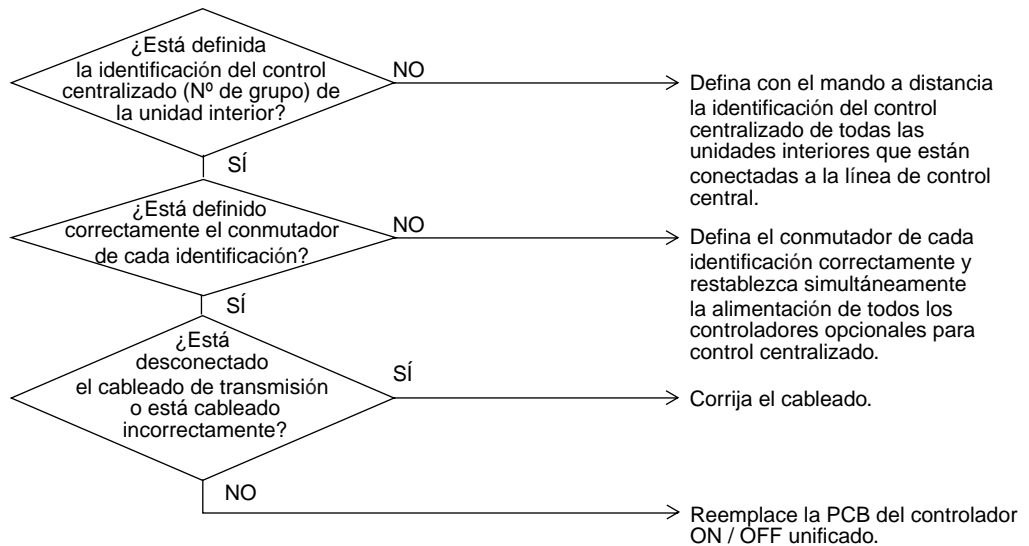 ¿Está definida
la identificación del control
centralizado (Nº de grupo) de
la unidad interior?
NO
Defina con el mando a distancia
la identificación del control
centralizado de todas las
unidades interiores que están
conectadas a la línea de control
central.
SÍ
¿Está definido
correctamente el conmutador
de cada identificación?
NO
Defina el conmutador de cada
identificación correctamente y
restablezca simultáneamente
la alimentación de todos los
controladores opcionales para
control centralizado.
SÍ
¿Está
desconectado
el cableado de transmisión
o está cableado
incorrectamente?
SÍ
Corrija el cableado.
NO
Reemplace la PCB del controlador
ON / OFF unificado.